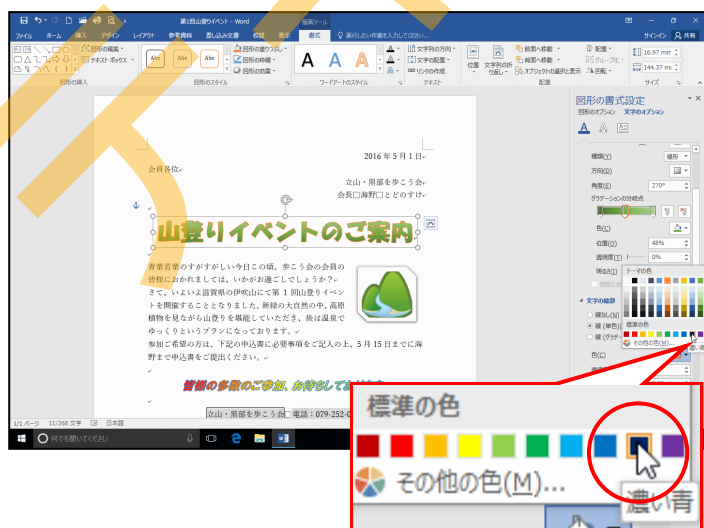 第1回山登りイベント - Word
描画ツール
サインイン 共有
ファイル ホーム 挿入 デザイン レイアウト 参考資料 差し込み文書 校閲 表示 書式 実行したい作業を入力してください...
図形の編集
テキスト ボックス
Abc Abc Abc
図形の塗りつぶし
図形の枠線
図形の効果
A A A
文字列の方向
文字の配置
リンクの作成
位置 文字列の折り返し
前面へ移動
背面へ移動
オブジェクトの選択と表示
配置
グループ化
回転
16.97 mm
144.37 mm
図形の挿入 図形のスタイル ワードアートのスタイル テキスト 配置 サイズ
2016 年 5 月 1 日
会員各位
立山・黒部を歩こう会
会長□海野□とどのすけ
山登りイベントのご案内
青葉若葉のすがすがしい今日この頃、歩こう会の会員の
皆様におかれましては、いかがお過ごしでしょうか？
さて、いよいよ滋賀県の伊吹山にて第 1 回山登りイベン
トを開催することとなりました。新緑の大自然の中、高原
植物を見ながら山登りを堪能していただき、後は温泉で
ゆっくりというプランになっております。
参加ご希望の方は、下記の申込書に必要事項をご記入の上、5 月 15 日までに海
野まで申込書をご提出ください。
皆様の多数のご参加、お待ちして
立山・黒部を歩こう会□電話：079-252-0
図形の書式設定
図形のオプション 文字のオプション
種類(Y) 線形
方向(D)
角度(E) 270°
グラデーションの分岐点
色(C)
位置(O) 48%
透明度(T) 0%
明るさ(I)
テーマの色
文字の輪郭
線なし(N)
線 (単色)
線 (グラデ
標準の色
その他の色(M)...
濃い青
色(C)
1/1 ページ 11/268 文字 日本語
何でも聞いてください
標準の色
その他の色(M)...
濃い青